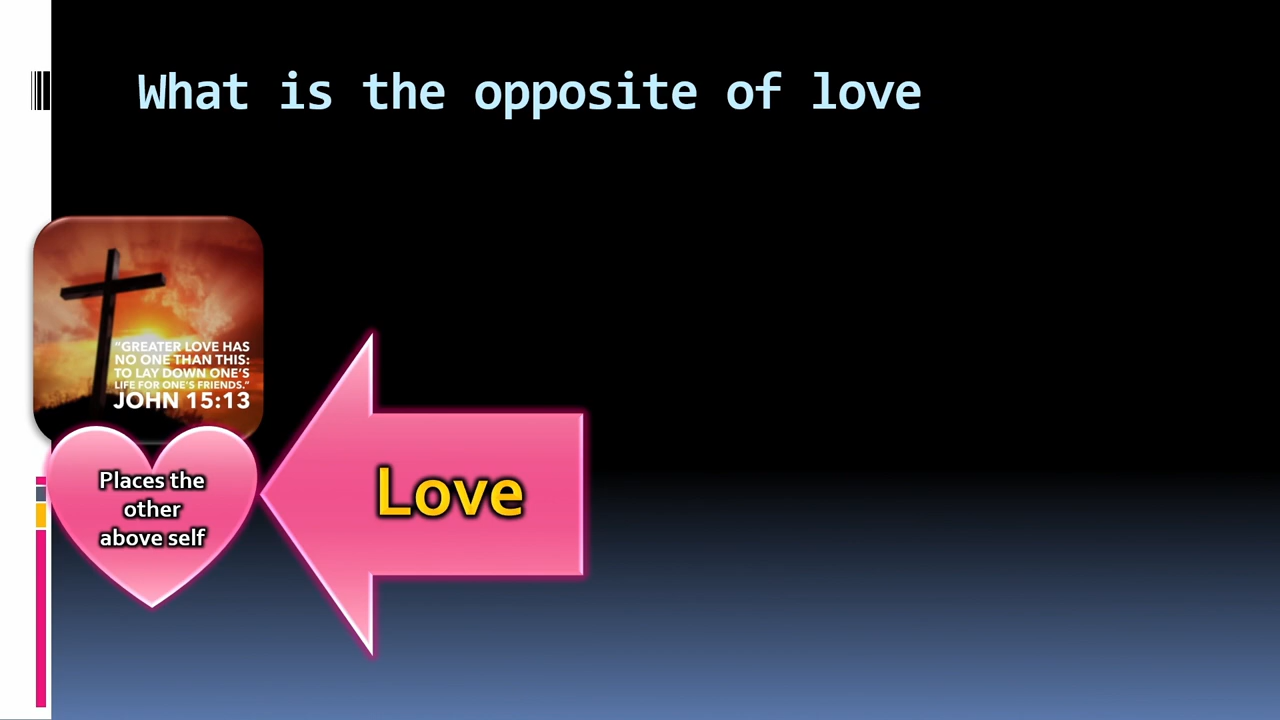 What is the opposite of love
“GREATER LOVE HAS
NO ONE THAN THIS:
TO LAY DOWN ONE'S
LIFE FOR ONE'S FRIENDS.”
JOHN 15:13
Places the
other
above self
Love